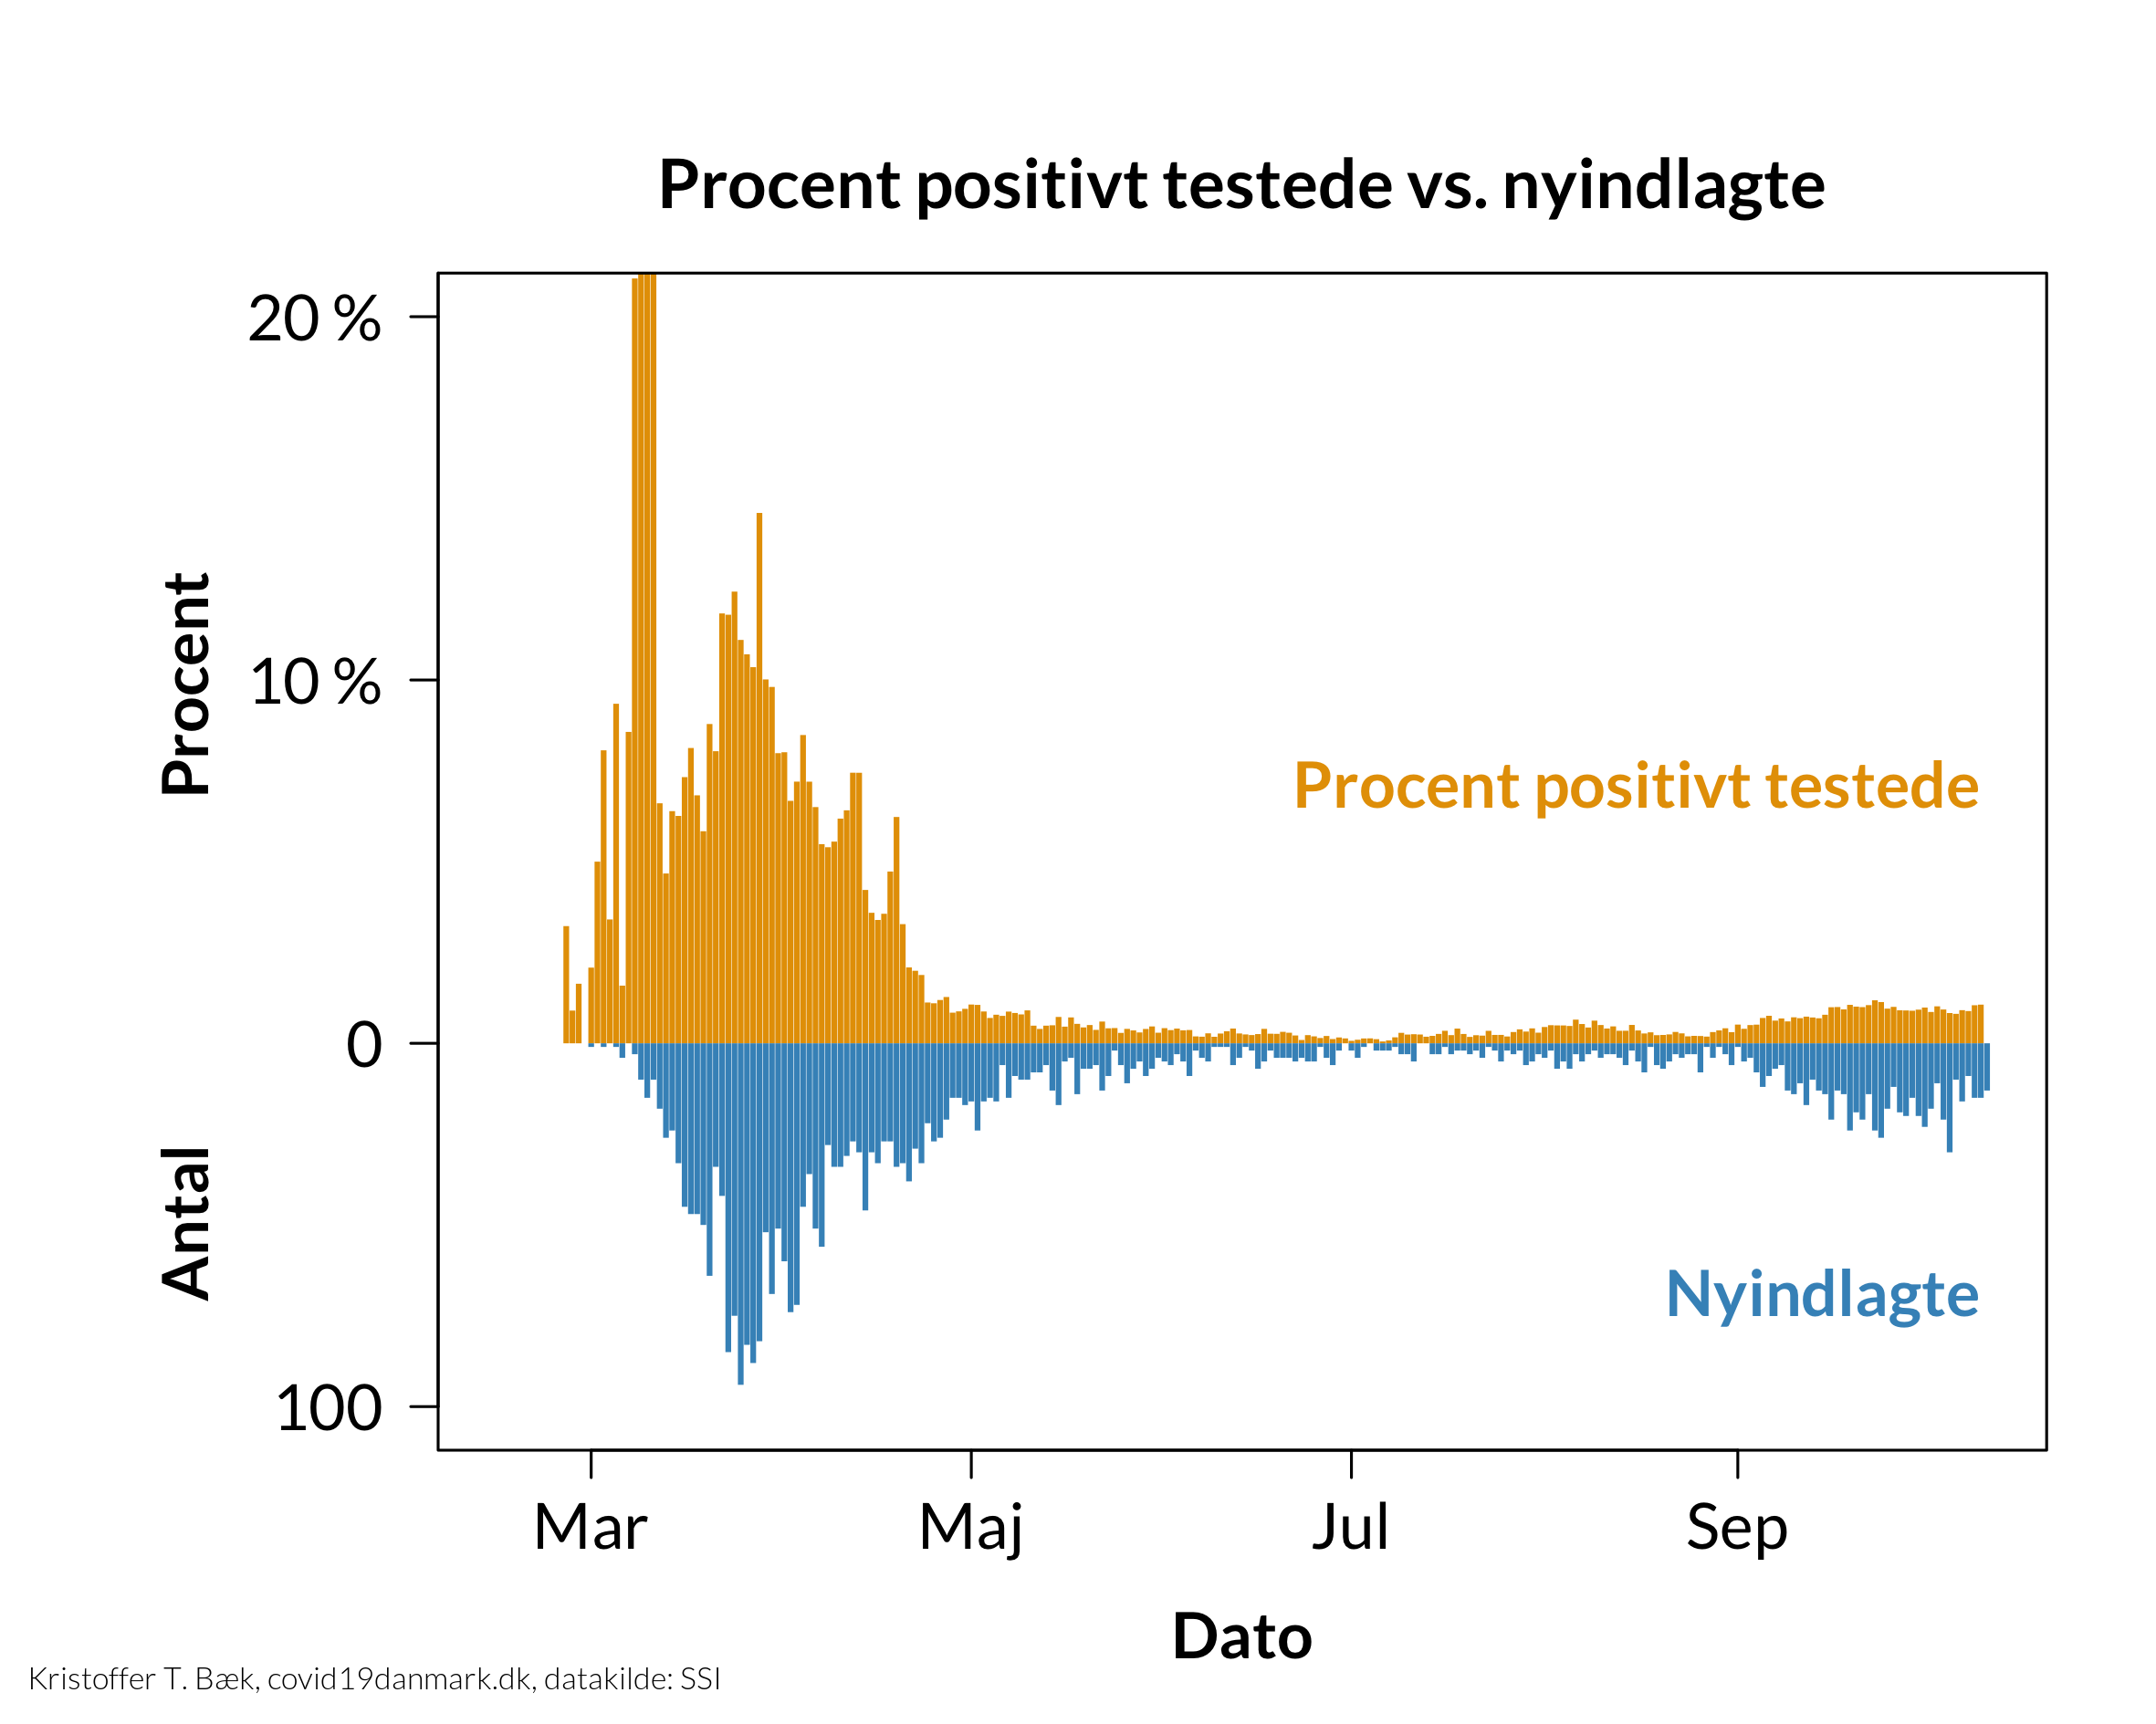 Procent positivt testede vs. nyindlagte
20 %
10 %
0
100
Procent
Antal
Procent positivt testede
Nyindlagte
Mar
Maj
Jul
Sep
Dato
Kristoffer T. Bæk, covid19danmark.dk, datakilde: SSI